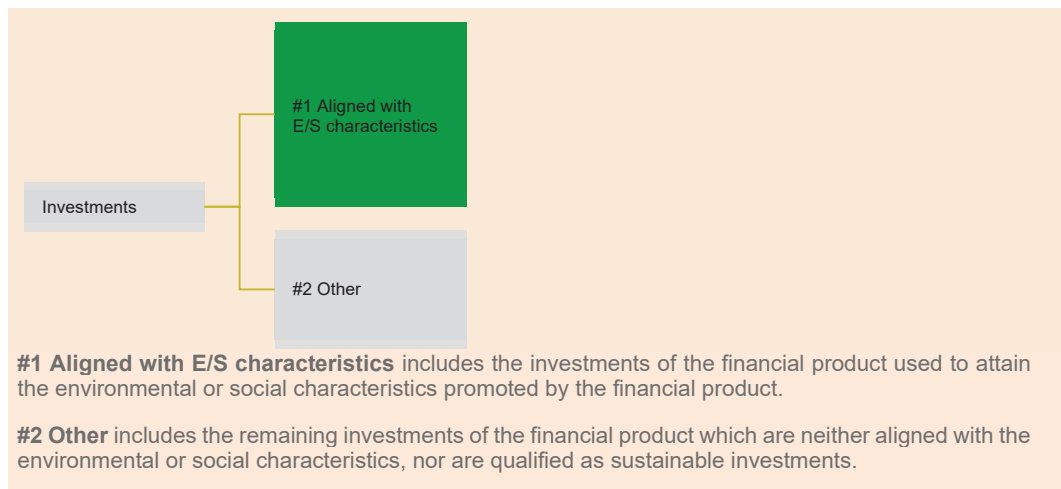 #1 Aligned with
E/S characteristics
Investments
#2 Other
#1 Aligned with E/S characteristics includes the investments of the financial product used to attain
the environmental or social characteristics promoted by the financial product.
#2 Other includes the remaining investments of the financial product which are neither aligned with the
environmental or social characteristics, nor are qualified as sustainable investments.